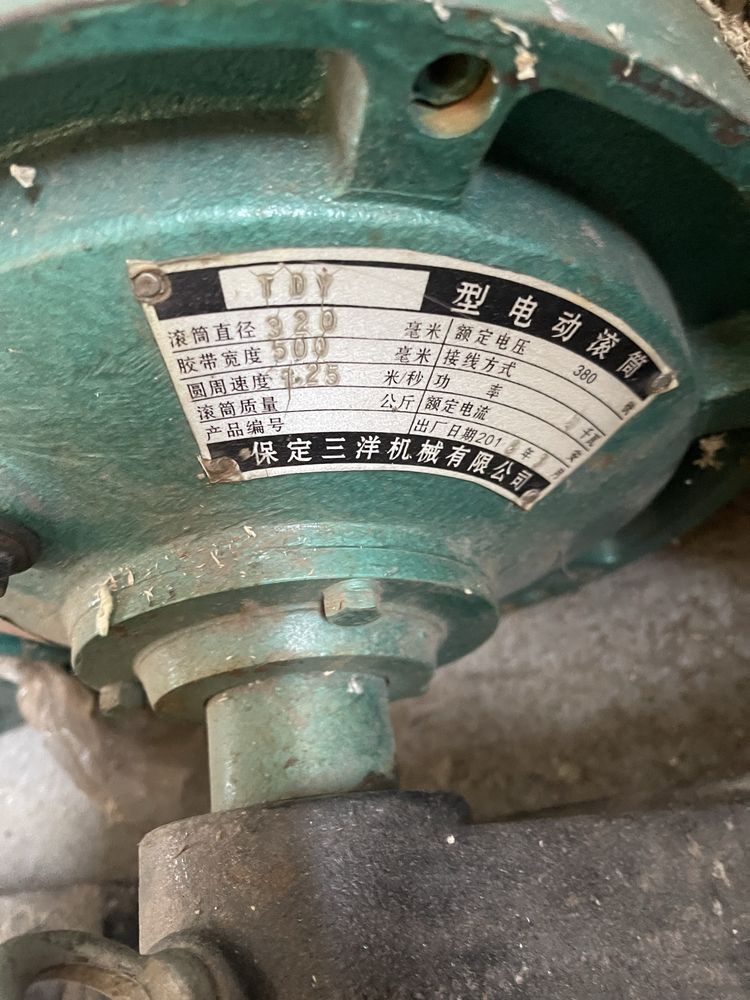 TDY 型电动滚筒
滚筒直径 320 毫米 额定电压 380
胶带宽度 500 毫米 接线方式
圆周速度 1.25 米/秒 功率 千瓦
滚筒质量 公斤 额定电流 安
产品编号 出厂日期201 年 月
保定三洋机械有限公司